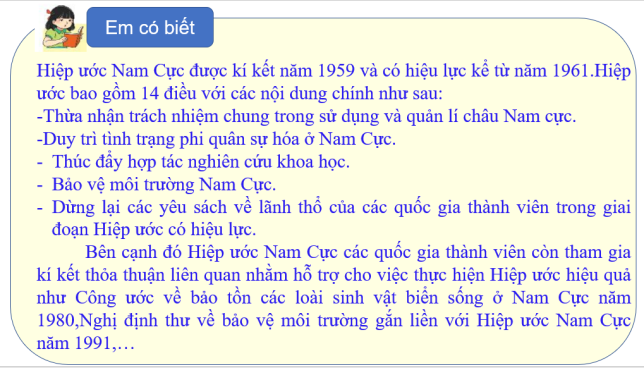 Em có biết
Hiệp ước Nam Cực được kí kết năm 1959 và có hiệu lực kể từ năm 1961.Hiệp
ước bao gồm 14 điều với các nội dung chính như sau:
-Thừa nhận trách nhiệm chung trong sử dụng và quản lí châu Nam cực.
-Duy trì tình trạng phi quân sự hóa ở Nam Cực.
- Thúc đẩy hợp tác nghiên cứu khoa học.
- Bảo vệ môi trường Nam Cực.
- Dừng lại các yêu sách về lãnh thổ của các quốc gia thành viên trong giai
đoạn Hiệp ước có hiệu lực.
Bên cạnh đó Hiệp ước Nam Cực các quốc gia thành viên còn tham gia
kí kết thỏa thuận liên quan nhằm hỗ trợ cho việc thực hiện Hiệp ước hiệu quả
như Công ước về bảo tồn các loài sinh vật biển sống ở Nam Cực năm
1980,Nghị định thư về bảo vệ môi trường gắn liền với Hiệp ước Nam Cực
năm 1991,…